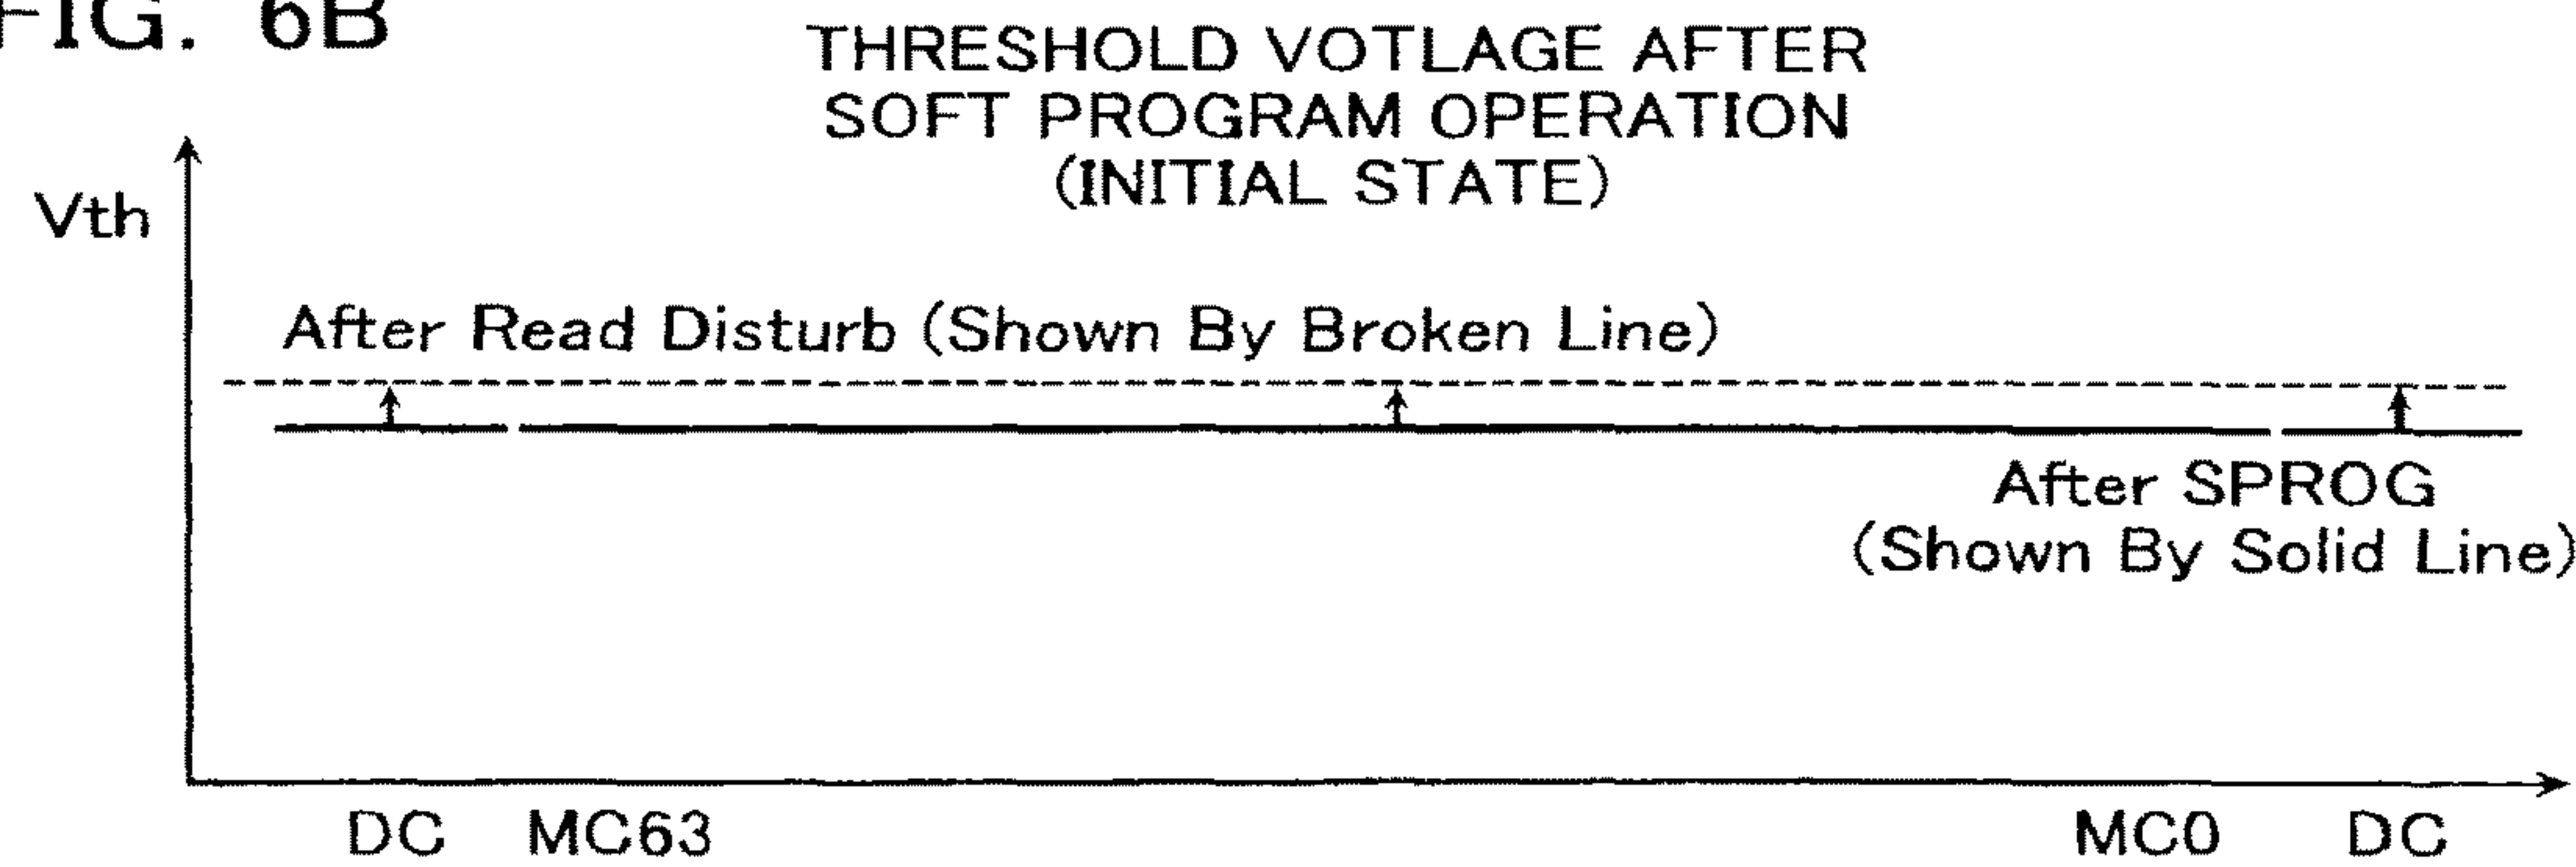 FIG. 6B
THRESHOLD VOTLAGE AFTER
SOFT PROGRAM OPERATION
(INITIAL STATE)
Vth
After Read Disturb (Shown By Broken Line)
After SPROG
(Shown By Solid Line)
DC MC63 MC0 DC